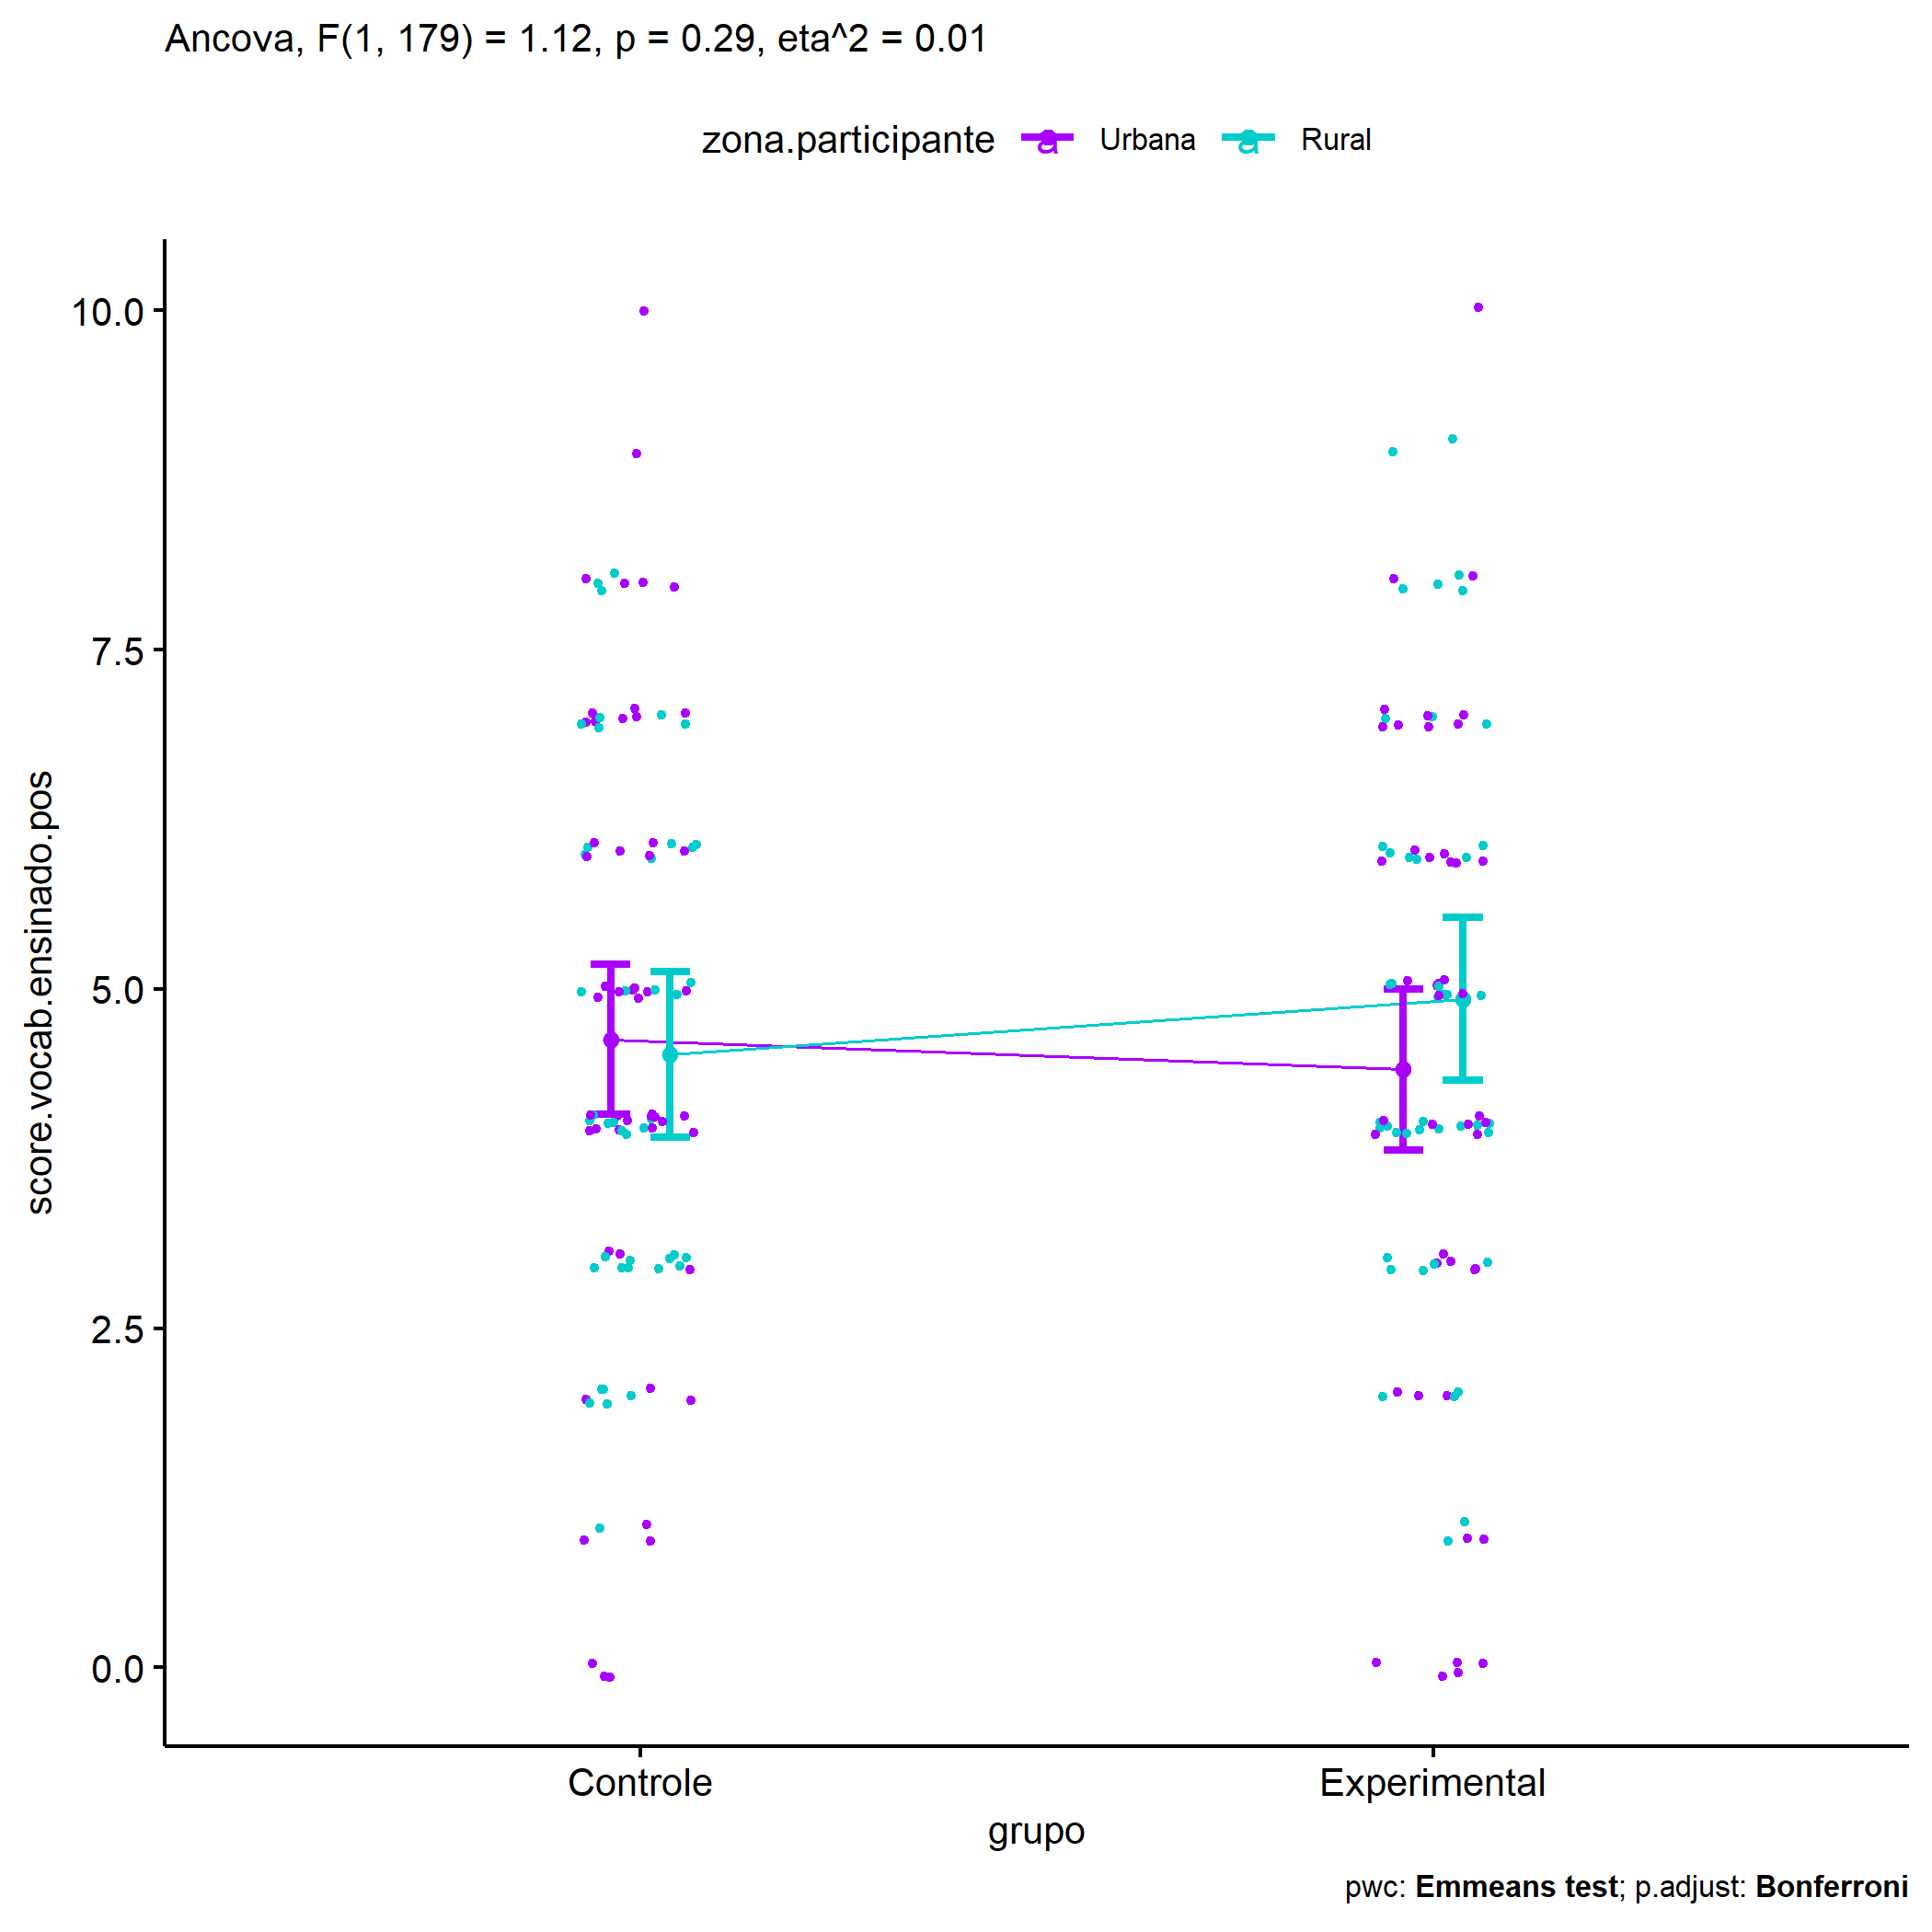 Ancova, F(1, 179) = 1.12, p = 0.29, eta^2 = 0.01
zona.participante a Urbana a Rural
score.vocab.ensinado.pos
10.0
7.5
5.0
2.5
0.0
Controle Experimental
grupo
pwc: Emmeans test; p.adjust: Bonferroni